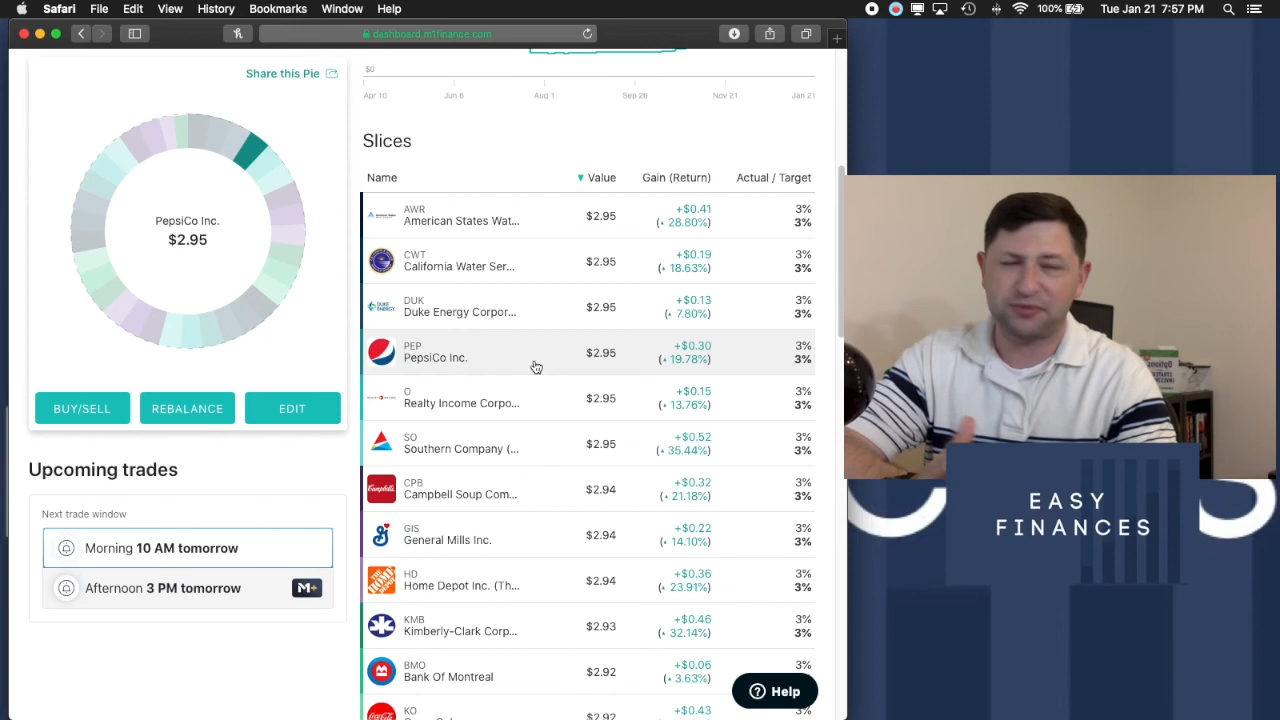 Safari File Edit View History Bookmarks Window Help
100% Tue Jan 21 7:57 PM
dashboard.m1finance.com
Share this Pie
$0
Apr 10 Jun 6 Aug 1 Sep 26 Nov 21 Jan 21
PepsiCo Inc.
$2.95
BUY/SELL REBALANCE EDIT
Upcoming trades
Next trade window
Morning 10 AM tomorrow
Afternoon 3 PM tomorrow M+
Slices
Name ▼ Value Gain (Return) Actual / Target
AWR +$0.41 3%
American States Wat... $2.95 (▲ 28.80%) 3%
CWT +$0.19 3%
California Water Ser... $2.95 (▲ 18.63%) 3%
DUK +$0.13 3%
Duke Energy Corpor... $2.95 (▲ 7.80%) 3%
PEP +$0.30 3%
PepsiCo Inc. $2.95 (▲ 19.78%) 3%
O +$0.15 3%
Realty Income Corpo... $2.95 (▲ 13.76%) 3%
SO +$0.52 3%
Southern Company (... $2.95 (▲ 35.44%) 3%
CPB +$0.32 3%
Campbell Soup Com... $2.94 (▲ 21.18%) 3%
GIS +$0.22 3%
General Mills Inc. $2.94 (▲ 14.10%) 3%
HD +$0.36 3%
Home Depot Inc. (Th... $2.94 (▲ 23.91%) 3%
KMB +$0.46 3%
Kimberly-Clark Corp... $2.93 (▲ 32.14%) 3%
BMO +$0.06 3%
Bank Of Montreal $2.92 (▲ 3.63%)
KO +$0.43 3%
$2.92
Help
EASY
FINANCES